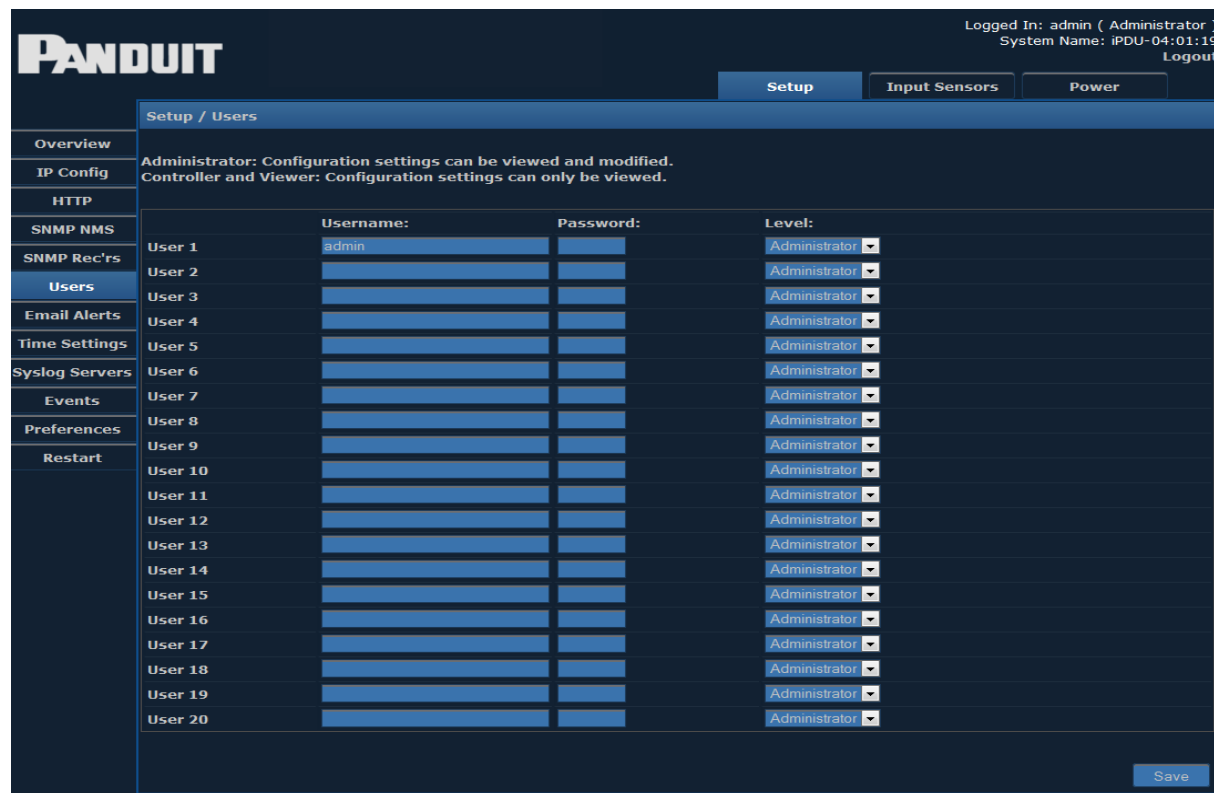 PANDUIT
Logged In: admin ( Administrator )
System Name: iPDU-04:01:19
Logout
Setup Input Sensors Power
Setup / Users
Overview
IP Config
HTTP
SNMP NMS
SNMP Rec'rs
Users
Email Alerts
Time Settings
Syslog Servers
Events
Preferences
Restart
Administrator: Configuration settings can be viewed and modified.
Controller and Viewer: Configuration settings can only be viewed.
Username: Password: Level:
User 1 admin Administrator
User 2 Administrator
User 3 Administrator
User 4 Administrator
User 5 Administrator
User 6 Administrator
User 7 Administrator
User 8 Administrator
User 9 Administrator
User 10 Administrator
User 11 Administrator
User 12 Administrator
User 13 Administrator
User 14 Administrator
User 15 Administrator
User 16 Administrator
User 17 Administrator
User 18 Administrator
User 19 Administrator
User 20 Administrator
Save